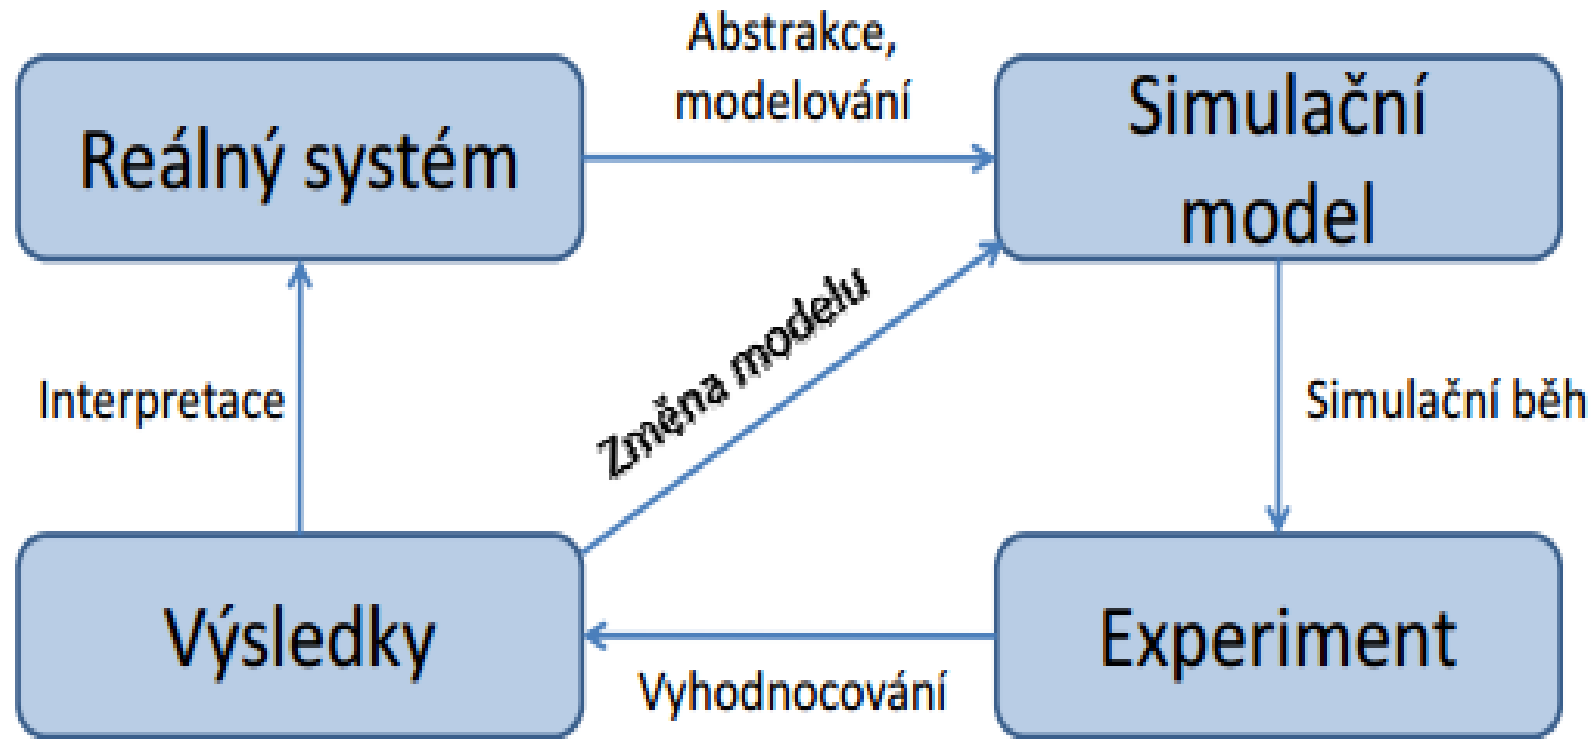 Abstrakce,
modelování
Reálný systém
Simulační
model
Změna modelu
Interpretace
Simulační běh
Výsledky
Experiment
Vyhodnocování